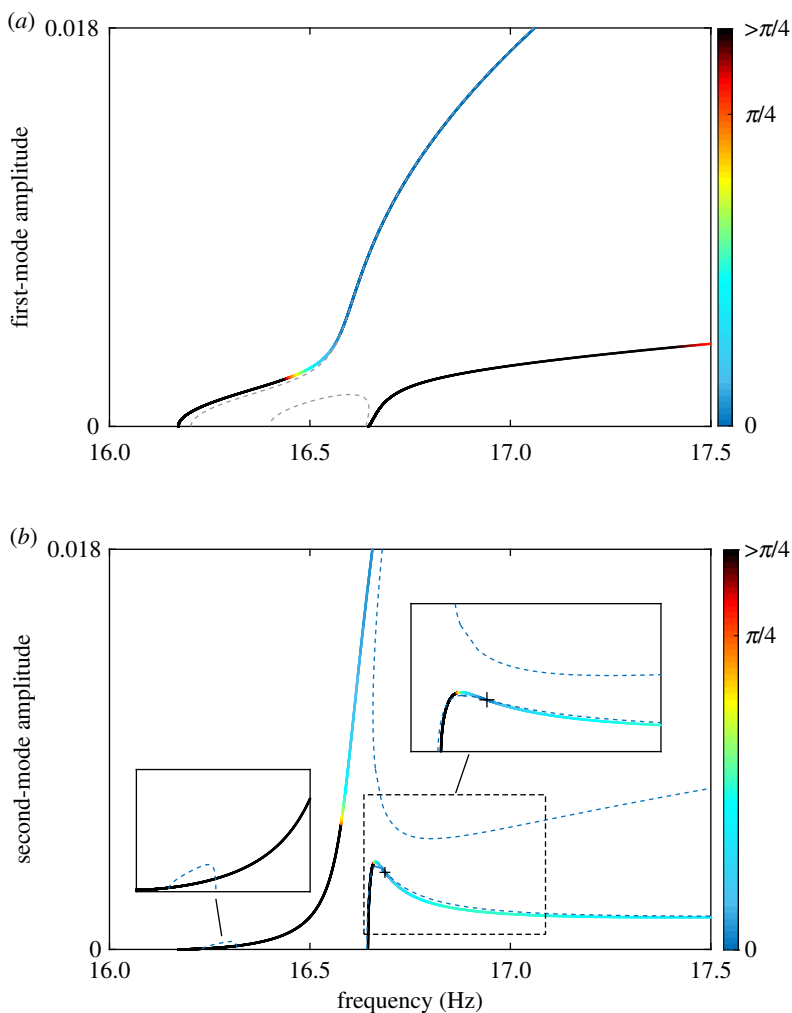 (a)
0.018
first-mode amplitude
0
16.0 16.5 17.0 17.5
>π/4
π/4
0
(b)
0.018
second-mode amplitude
0
16.0 16.5 17.0 17.5
frequency (Hz)
>π/4
π/4
0